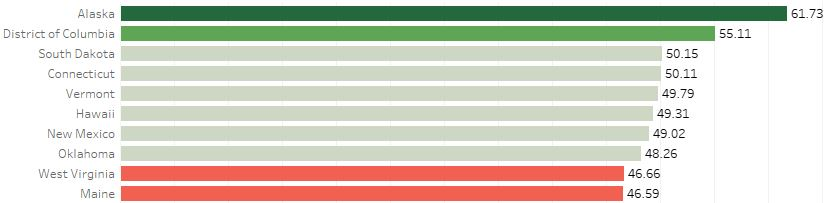 Alaska 61.73
District of Columbia 55.11
South Dakota 50.15
Connecticut 50.11
Vermont 49.79
Hawaii 49.31
New Mexico 49.02
Oklahoma 48.26
West Virginia 46.66
Maine 46.59